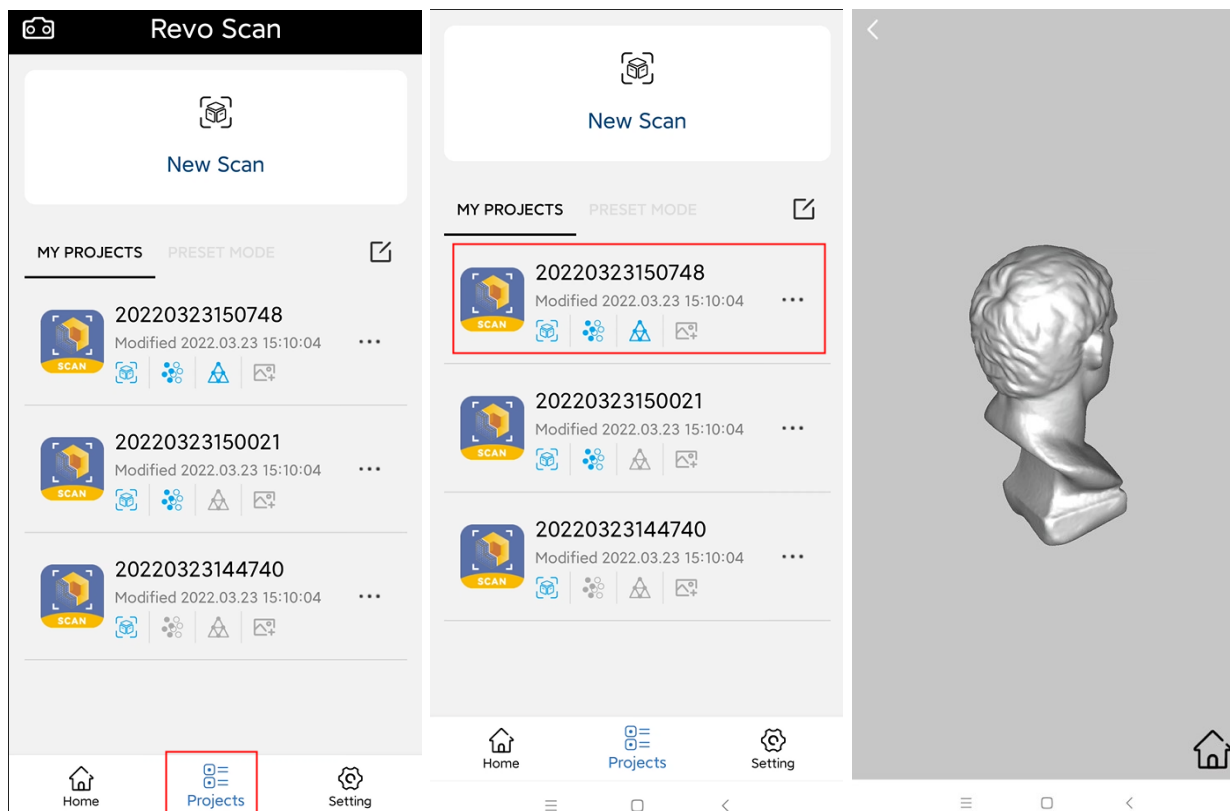 Revo Scan
New Scan
MY PROJECTS PRESET MODE
20220323150748
Modified 2022.03.23 15:10:04
SCAN
20220323150021
Modified 2022.03.23 15:10:04
SCAN
20220323144740
Modified 2022.03.23 15:10:04
SCAN
Home Projects Setting
New Scan
MY PROJECTS PRESET MODE
20220323150748
Modified 2022.03.23 15:10:04
SCAN
20220323150021
Modified 2022.03.23 15:10:04
SCAN
20220323144740
Modified 2022.03.23 15:10:04
SCAN
Home Projects Setting